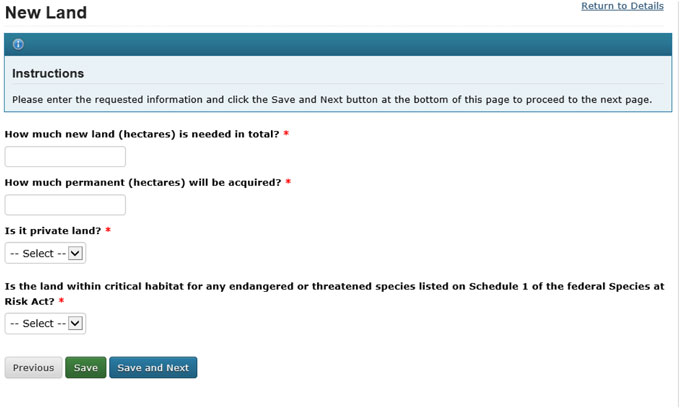 New Land
Return to Details
Instructions
Please enter the requested information and click the Save and Next button at the bottom of this page to proceed to the next page.
How much new land (hectares) is needed in total? *
How much permanent (hectares) will be acquired? *
Is it private land? *
-- Select --
Is the land within critical habitat for any endangered or threatened species listed on Schedule 1 of the federal Species at
Risk Act? *
-- Select --
Previous Save Save and Next